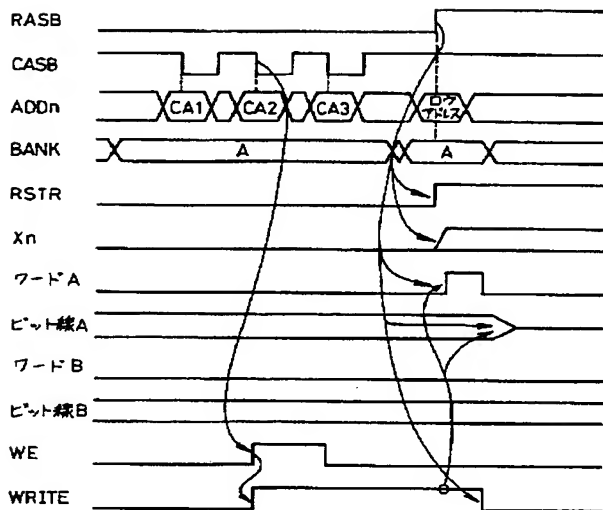 RASB
CASB
ADDn
CA1 CA2 CA3 ロウアドレス
BANK
A A
RSTR
Xn
ワードA
ビット線A
ワードB
ビット線B
WE
WRITE